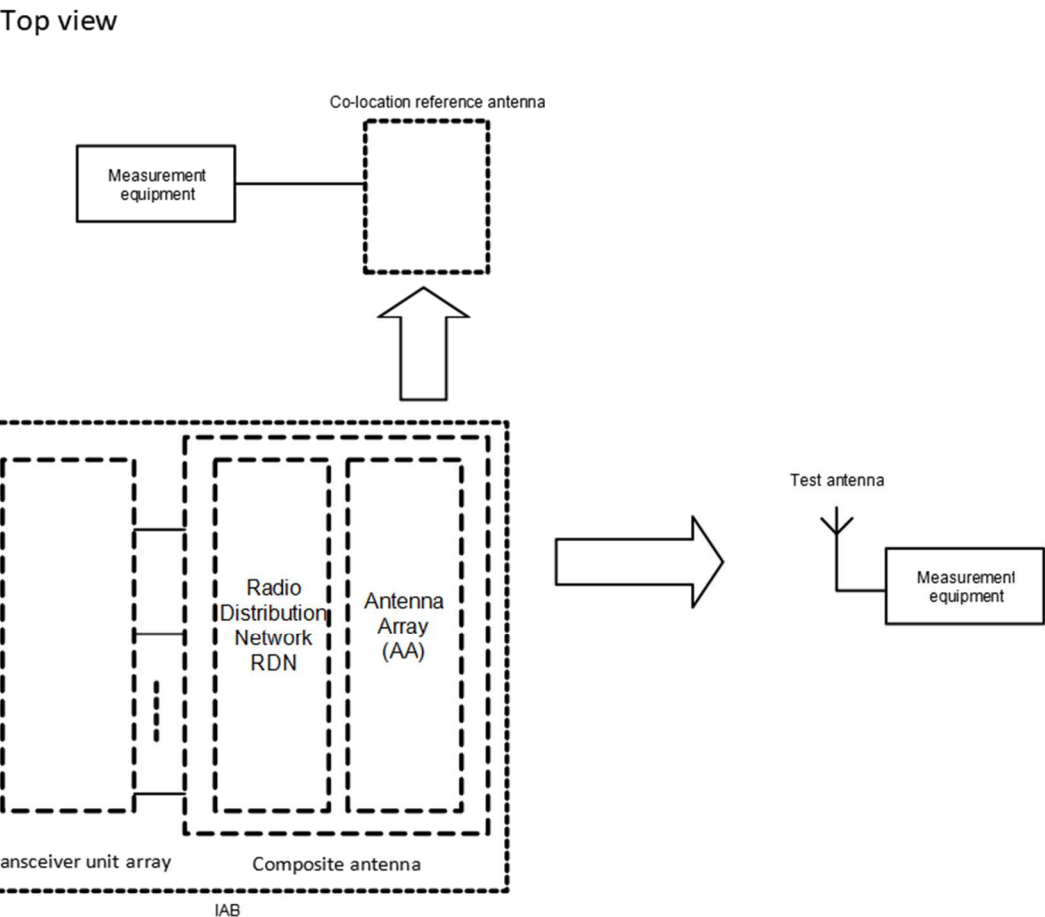 Top view
Co-location reference antenna
Measurement
equipment
Test antenna
Measurement
equipment
Radio
Distribution
Network
RDN
Antenna
Array
(AA)
ansceiver unit array
Composite antenna
IAB